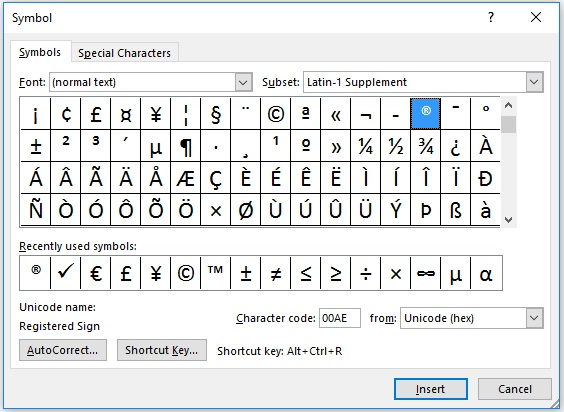 Symbol ? ×
Symbols Special Characters
Font: (normal text) Subset: Latin-1 Supplement
¡ ¢ £ ¤ ¥ ¦ § ¨ © ª « ¬ - ® ¯ °
± ² ³ ´ µ ¶ · ¸ ¹ º » ¼ ½ ¾ ¿ À
Á Â Ã Ä Å Æ Ç È É Ê Ë Ì Í Î Ï Ð
Ñ Ò Ó Ô Õ Ö × Ø Ù Ú Û Ü Ý Þ ß à
Recently used symbols:
® ✓ € £ ¥ © ™ ± ≠ ≤ ≥ ÷ × ∞ µ α
Unicode name:
Registered Sign
Character code: 00AE from: Unicode (hex)
AutoCorrect... Shortcut Key... Shortcut key: Alt+Ctrl+R
Insert Cancel